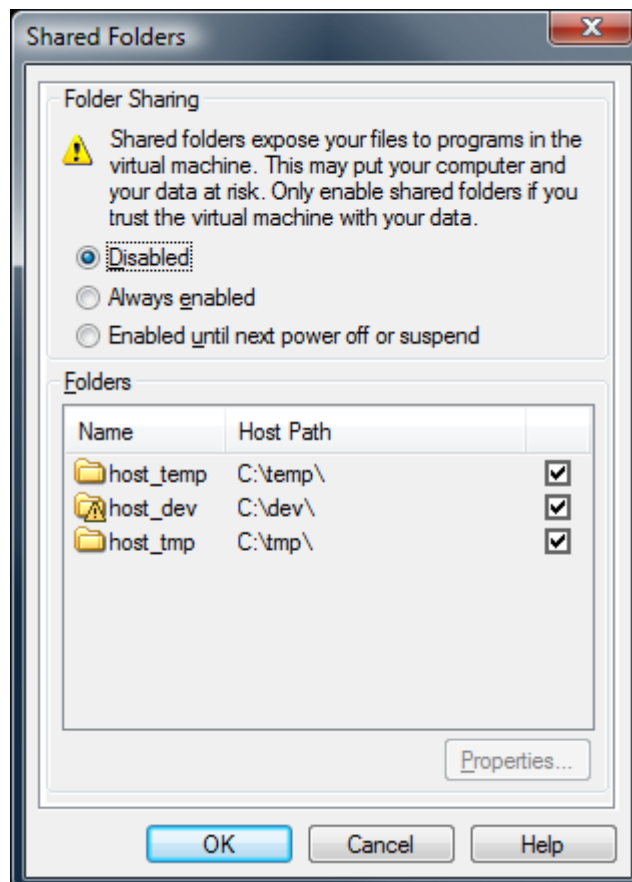 Shared Folders
Folder Sharing
Shared folders expose your files to programs in the
virtual machine. This may put your computer and
your data at risk. Only enable shared folders if you
trust the virtual machine with your data.
Disabled
Always enabled
Enabled until next power off or suspend
Folders
Name Host Path
host_temp C:\temp\
host_dev C:\dev\
host_tmp C:\tmp\
Properties...
OK Cancel Help